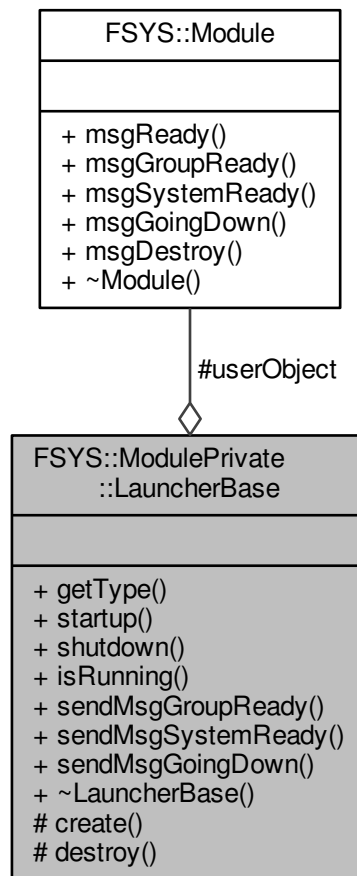 FSYS::Module
+ msgReady()
+ msgGroupReady()
+ msgSystemReady()
+ msgGoingDown()
+ msgDestroy()
+ ~Module()
#userObject
FSYS::ModulePrivate
::LauncherBase
+ getType()
+ startup()
+ shutdown()
+ isRunning()
+ sendMsgGroupReady()
+ sendMsgSystemReady()
+ sendMsgGoingDown()
+ ~LauncherBase()
# create()
# destroy()